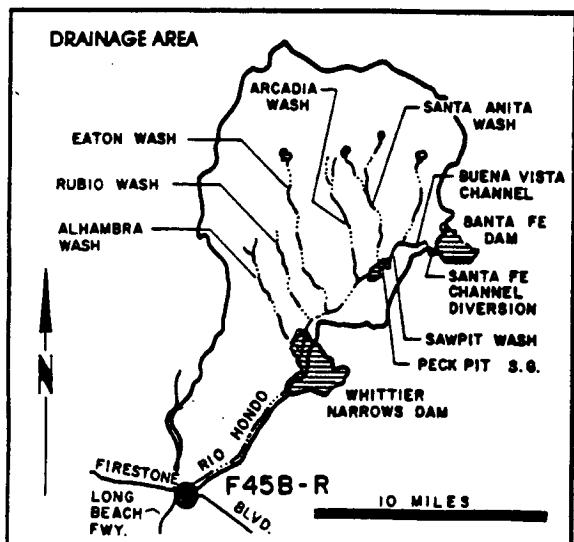 DRAINAGE AREA
ARCADIA
WASH
SANTA ANITA
WASH
EATON WASH
RUBIO WASH
BUENA VISTA
CHANNEL
ALHAMBRA
WASH
SANTA FE
DAM
SANTA FE
CHANNEL
DIVERSION
SAWPIT WASH
PECK PIT S.G.
WHITTIER
NARROWS DAM
N
RIO HONDO
FIRESTONE
BLVD.
F45B-R
LONG
BEACH
FWY.
10 MILES